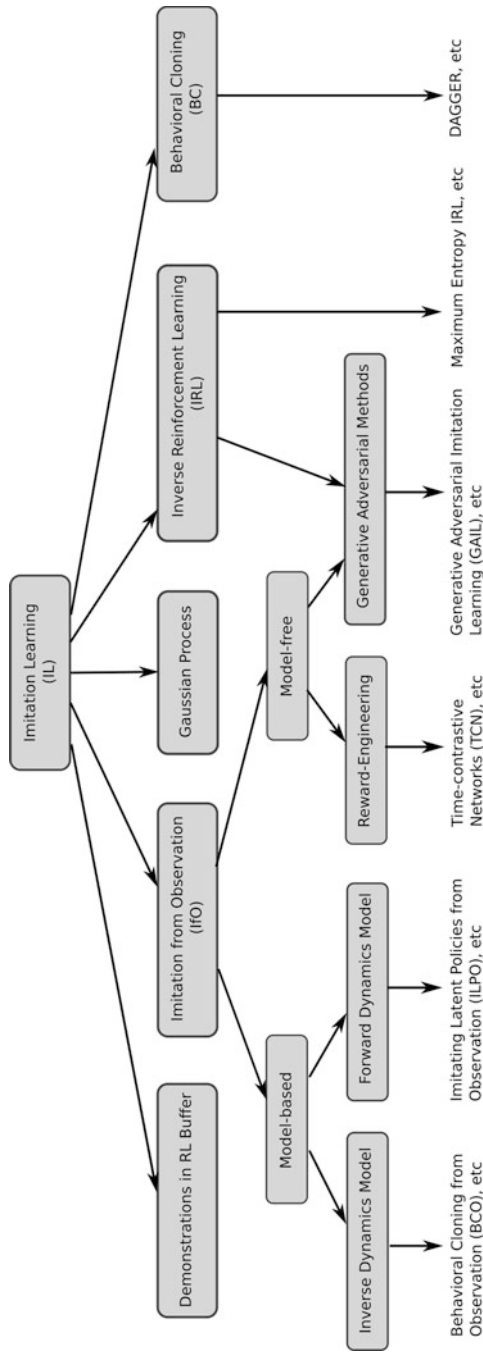 Imitation Learning
(IL)
Demonstrations in RL Buffer
Imitation from Observation
(IfO)
Gaussian Process
Inverse Reinforcement Learning
(IRL)
Behavioral Cloning
(BC)
Model-based
Model-free
Inverse Dynamics Model
Forward Dynamics Model
Reward-Engineering
Generative Adversarial Methods
Behavioral Cloning from
Observation (BCO), etc
Imitating Latent Policies from
Observation (ILPO), etc
Time-contrastive
Networks (TCN), etc
Generative Adversarial Imitation
Learning (GAIL), etc
Maximum Entropy IRL, etc
DAGGER, etc